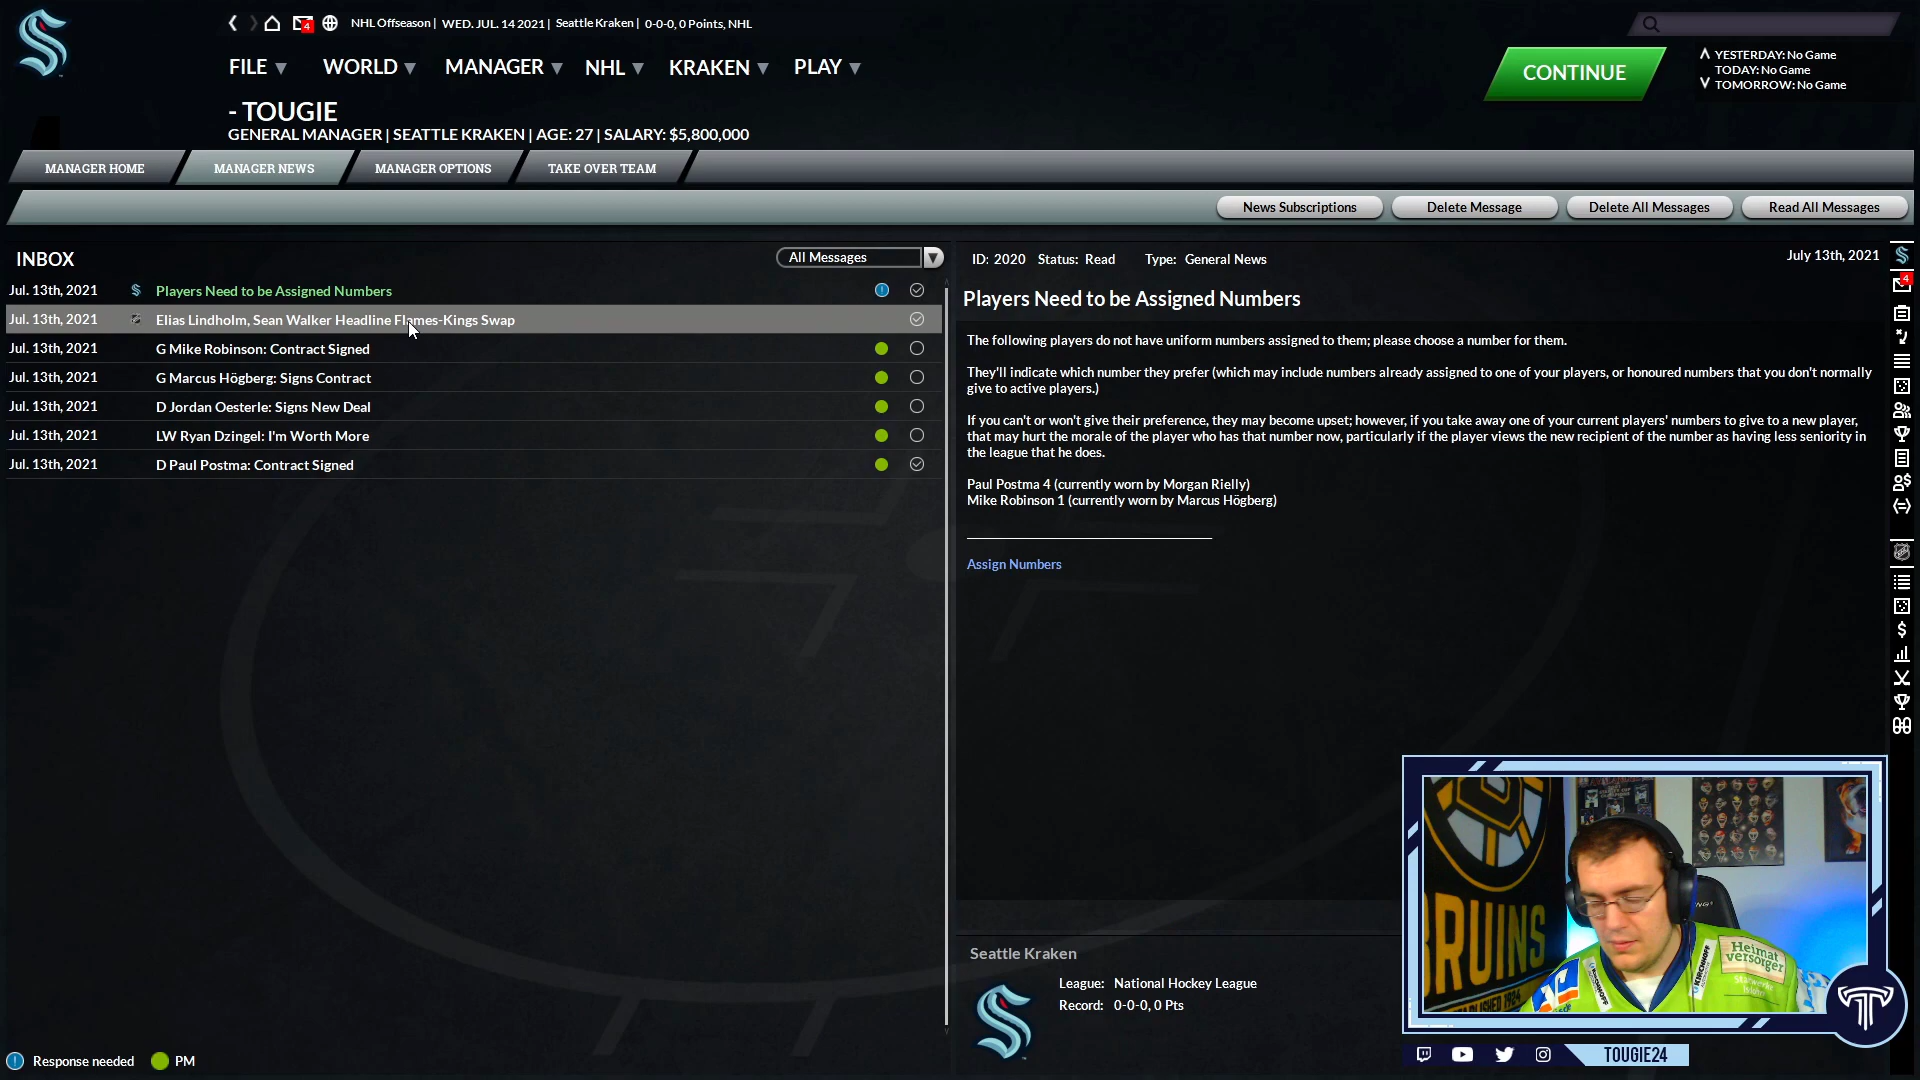 4
NHL Offseason | WED. JUL. 14 2021 | Seattle Kraken | 0-0-0, 0 Points, NHL
FILE WORLD MANAGER NHL KRAKEN PLAY
CONTINUE
YESTERDAY: No Game
TODAY: No Game
TOMORROW: No Game
- TOUGIE
GENERAL MANAGER | SEATTLE KRAKEN | AGE: 27 | SALARY: $5,800,000
MANAGER HOME MANAGER NEWS MANAGER OPTIONS TAKE OVER TEAM
News Subscriptions Delete Message Delete All Messages Read All Messages
INBOX
All Messages
Jul. 13th, 2021 Players Need to be Assigned Numbers
Jul. 13th, 2021 Elias Lindholm, Sean Walker Headline Flames-Kings Swap
Jul. 13th, 2021 G Mike Robinson: Contract Signed
Jul. 13th, 2021 G Marcus Högberg: Signs Contract
Jul. 13th, 2021 D Jordan Oesterle: Signs New Deal
Jul. 13th, 2021 LW Ryan Dzingel: I'm Worth More
Jul. 13th, 2021 D Paul Postma: Contract Signed
Response needed PM
ID: 2020 Status: Read Type: General News
July 13th, 2021
4
Players Need to be Assigned Numbers
The following players do not have uniform numbers assigned to them; please choose a number for them.
They'll indicate which number they prefer (which may include numbers already assigned to one of your players, or honoured numbers that you don't normally
give to active players.)
If you can't or won't give their preference, they may become upset; however, if you take away one of your current players' numbers to give to a new player,
that may hurt the morale of the player who has that number now, particularly if the player views the new recipient of the number as having less seniority in
the league that he does.
Paul Postma 4 (currently worn by Morgan Rielly)
Mike Robinson 1 (currently worn by Marcus Högberg)
Assign Numbers
Seattle Kraken
League: National Hockey League
Record: 0-0-0, 0 Pts
BRUINS
Heimat
versorger
TOUGIE24